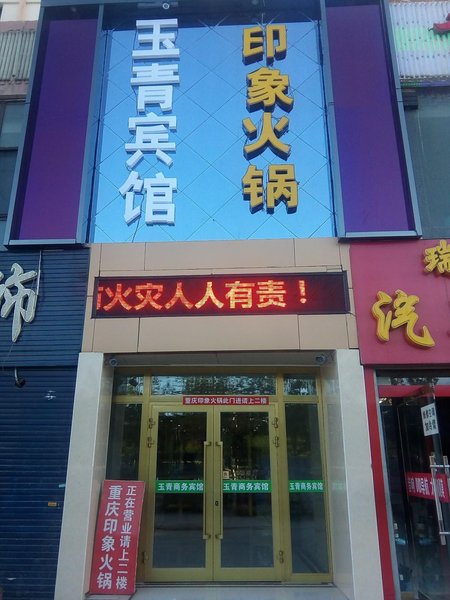 玉青宾馆
印象火锅
火灾人人有责！
饰
瑞
汽
重庆印象火锅此门进请上二楼
玉青商务宾馆
玉青商务宾馆
玉青商务宾馆
正在营业请上二楼
重庆印象火锅